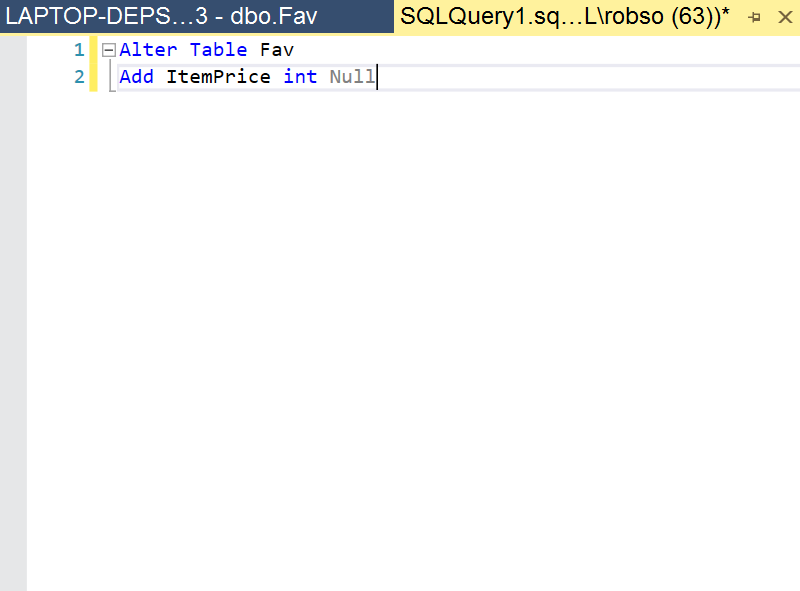 LAPTOP-DEPS...3 - dbo.Fav
SQLQuery1.sq...L\robso (63))*
1 Alter Table Fav
2 Add ItemPrice int Null